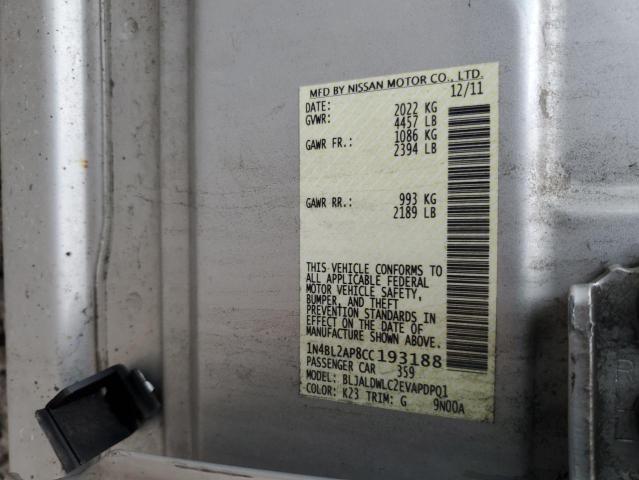 MFD BY NISSAN MOTOR CO., LTD.
DATE: 12/11
GVWR: 2022 KG
4457 LB
GAWR FR.: 1086 KG
2394 LB
GAWR RR.: 993 KG
2189 LB
THIS VEHICLE CONFORMS TO
ALL APPLICABLE FEDERAL
MOTOR VEHICLE SAFETY,
BUMPER, AND THEFT
PREVENTION STANDARDS IN
EFFECT ON THE DATE OF
MANUFACTURE SHOWN ABOVE.
1N4BL2AP8CC193188
PASSENGER CAR 359
MODEL: BLJALDWLC2EVAPDPQ1
COLOR: K23 TRIM: G 9N00A